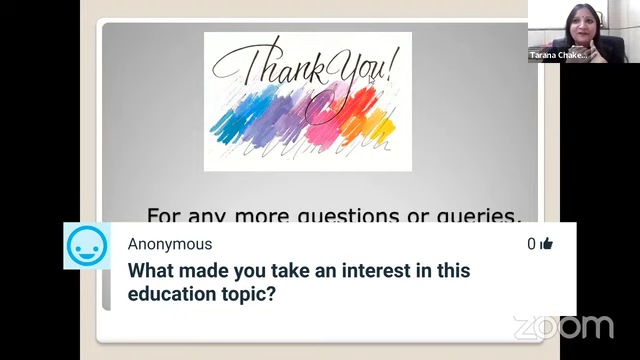 Thank You!
Tarana Chake...
For any more questions or queries,
Anonymous
0
What made you take an interest in this
education topic?
zoom